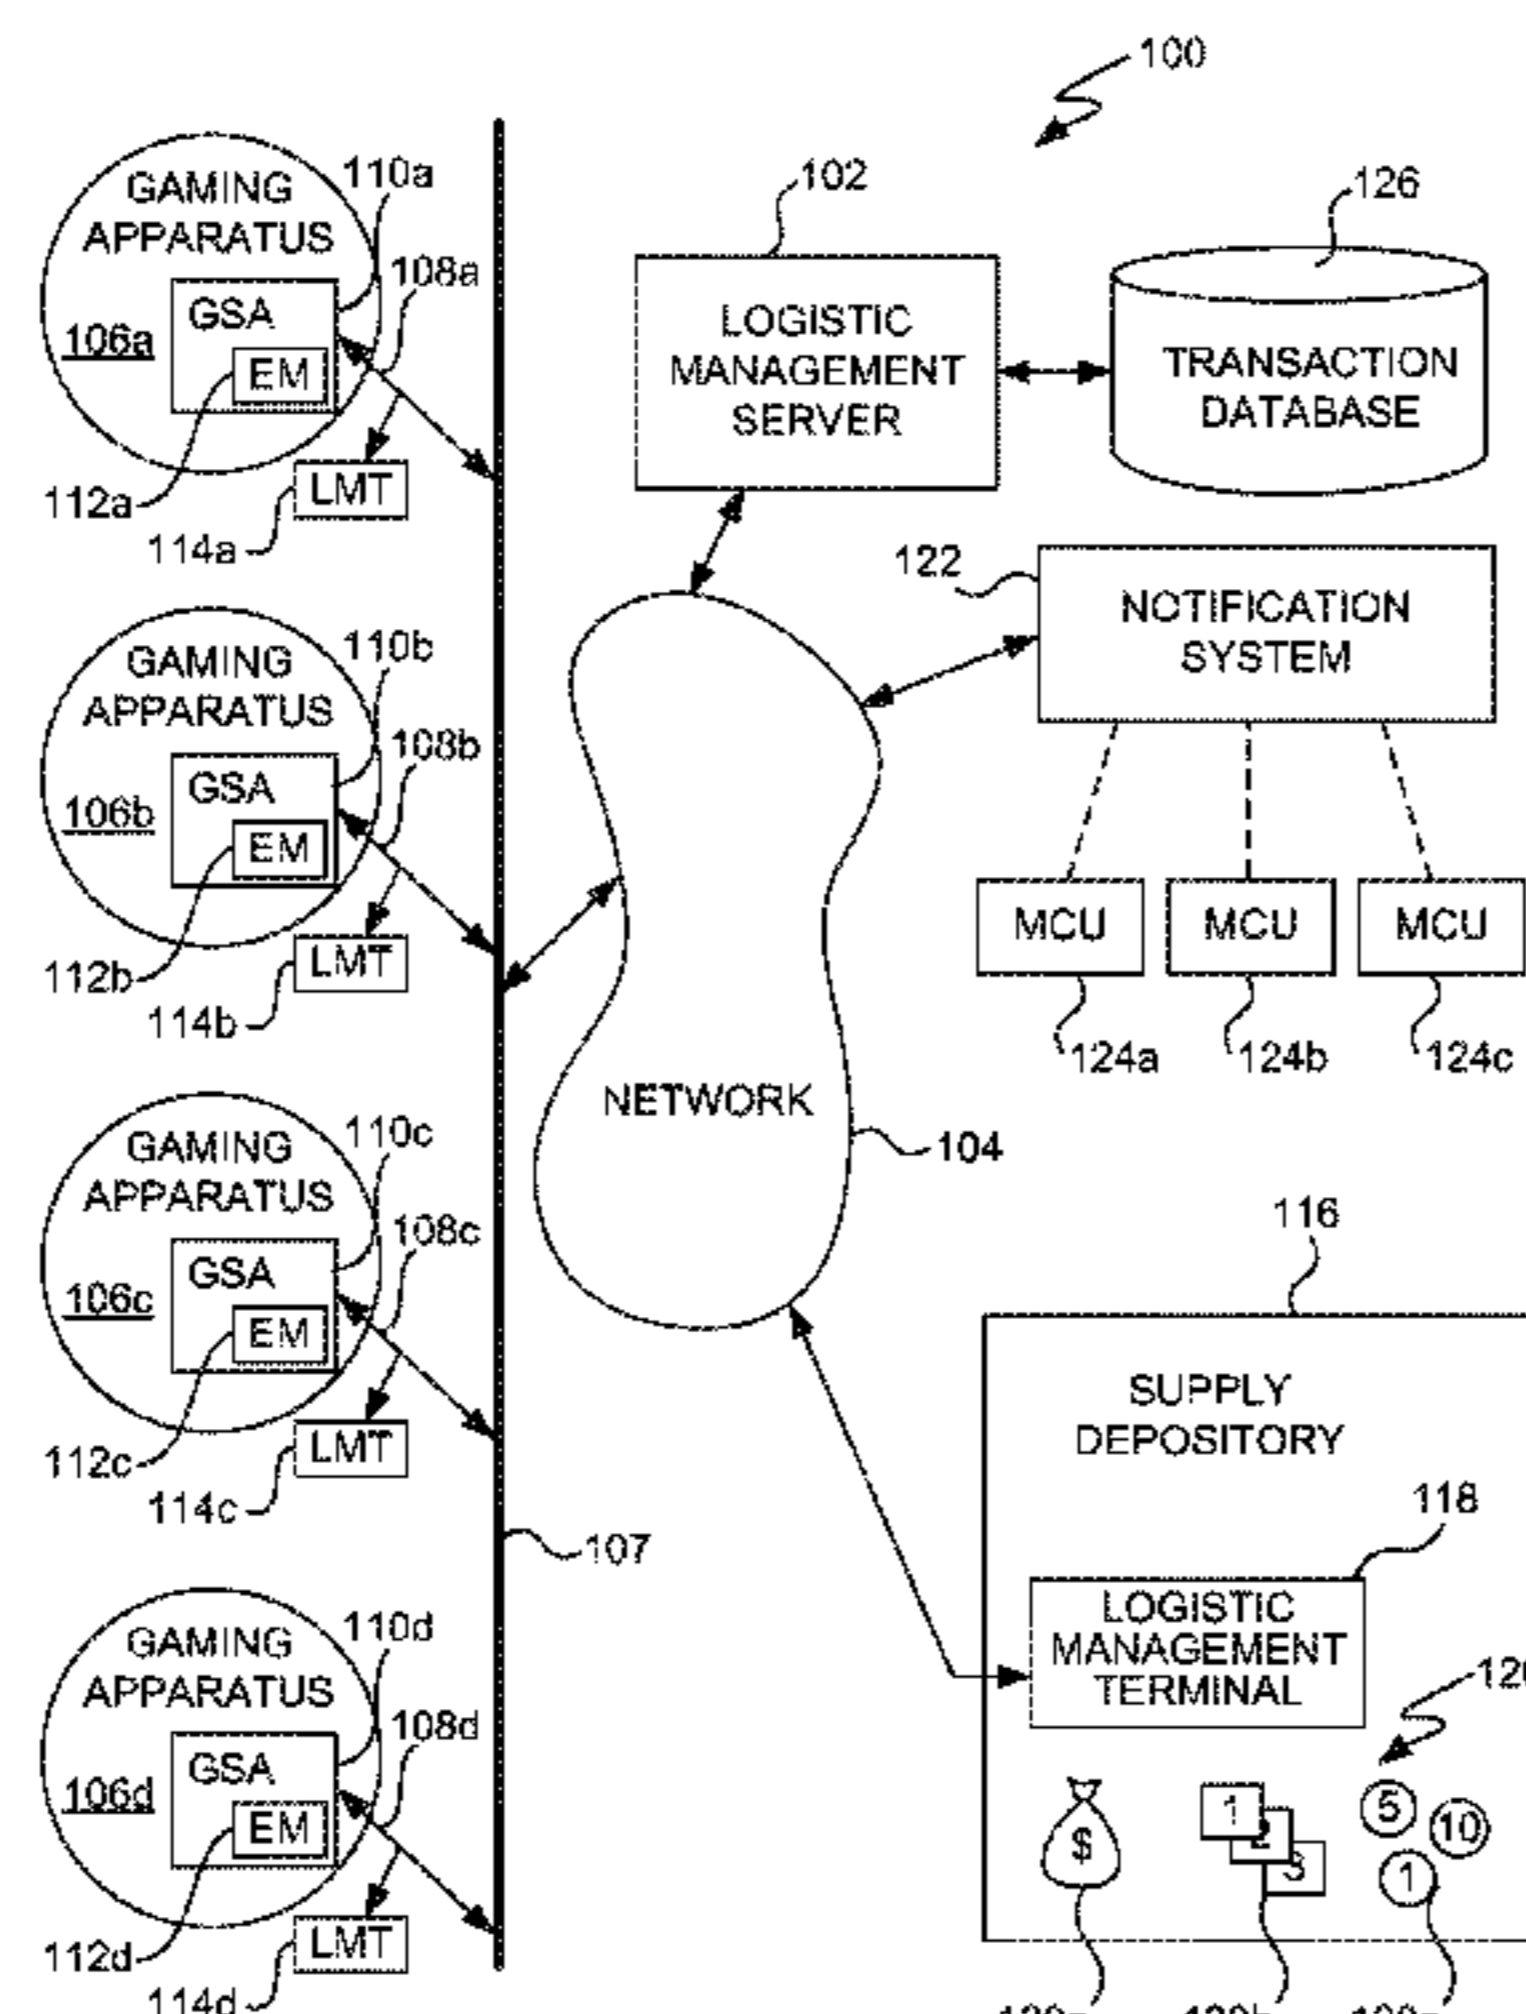 100
102
126
LOGISTIC
MANAGEMENT
SERVER
TRANSACTION
DATABASE
GAMING
APPARATUS
110a
108a
GSA
106a
EM
112a
LMT
114a
122
NOTIFICATION
SYSTEM
MCU
MCU
MCU
124a
124b
124c
GAMING
APPARATUS
110b
108b
GSA
106b
EM
112b
LMT
114b
NETWORK
104
GAMING
APPARATUS
110c
108c
GSA
106c
EM
112c
LMT
114c
107
GAMING
APPARATUS
110d
108d
GSA
106d
EM
112d
LMT
114d
116
SUPPLY
DEPOSITORY
118
LOGISTIC
MANAGEMENT
TERMINAL
$
1
2
3
5
10
1